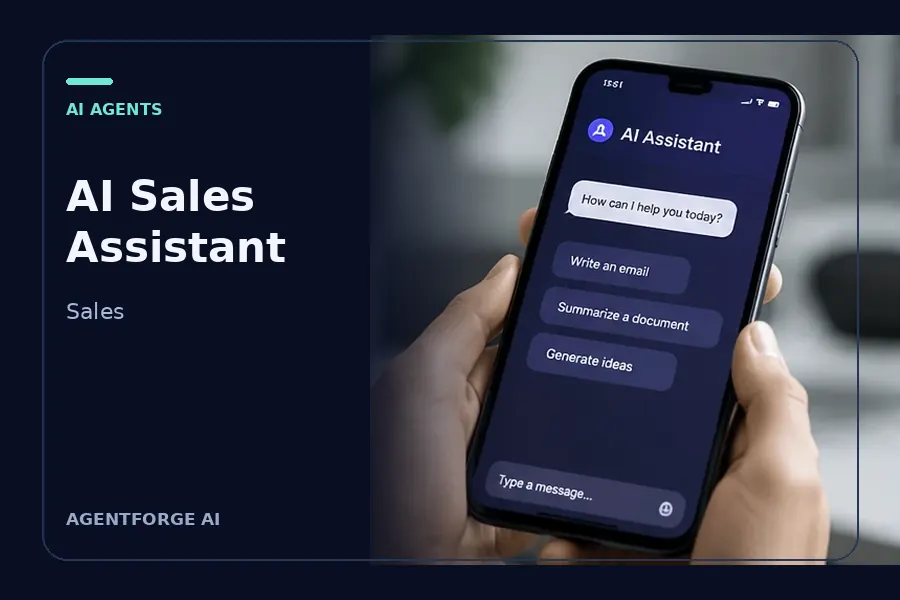 AI AGENTS
AI Sales
Assistant
Sales
AGENTFORGE AI
AI Assistant
How can I help you today?
Write an email
Summarize a document
Generate ideas
Type a message...